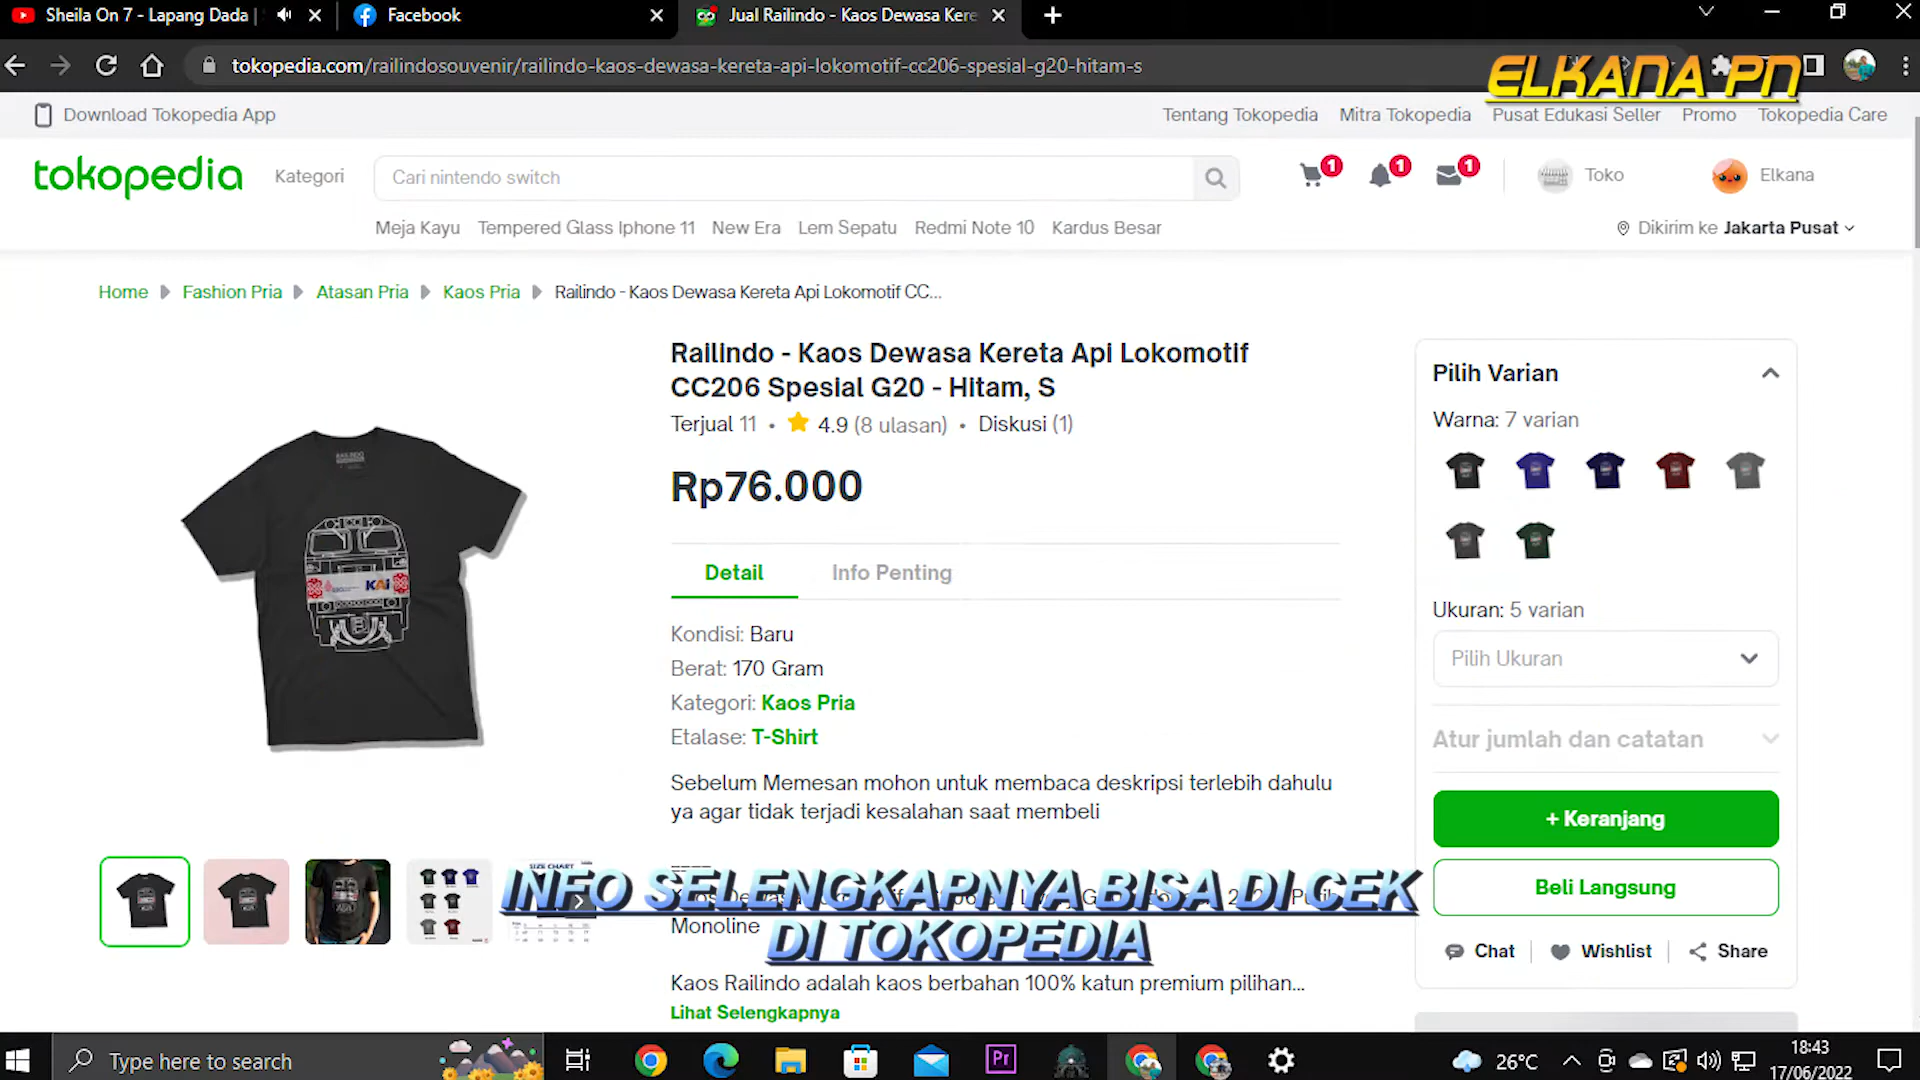 Sheila On 7 - Lapang Dada |
Facebook
Jual Railindo - Kaos Dewasa Kere
tokopedia.com/railindosouvenir/railindo-kaos-dewasa-kereta-api-lokomotif-cc206-spesial-g20-hitam-s
ELKANA PN
Download Tokopedia App
Tentang Tokopedia
Mitra Tokopedia
Pusat Edukasi Seller
Promo
Tokopedia Care
tokopedia
Kategori
Cari nintendo switch
1
1
1
Toko
Elkana
Meja Kayu
Tempered Glass Iphone 11
New Era
Lem Sepatu
Redmi Note 10
Kardus Besar
Dikirim ke Jakarta Pusat
Home
Fashion Pria
Atasan Pria
Kaos Pria
Railindo - Kaos Dewasa Kereta Api Lokomotif CC...
KAI
Railindo - Kaos Dewasa Kereta Api Lokomotif
CC206 Spesial G20 - Hitam, S
Terjual 11 • 4.9 (8 ulasan) • Diskusi (1)
Rp76.000
Detail
Info Penting
Kondisi: Baru
Berat: 170 Gram
Kategori: Kaos Pria
Etalase: T-Shirt
Sebelum Memesan mohon untuk membaca deskripsi terlebih dahulu
ya agar tidak terjadi kesalahan saat membeli
SIZE CHART
INFO SELENGKAPNYA BISA DI CEK
DI TOKOPEDIA
Monoline
Kaos Railindo adalah kaos berbahan 100% katun premium pilihan...
Lihat Selengkapnya
Pilih Varian
Warna: 7 varian
Ukuran: 5 varian
Pilih Ukuran
Atur jumlah dan catatan
+ Keranjang
Beli Langsung
Chat
Wishlist
Share
Type here to search
Pr
26°C
18:43
17/06/2022